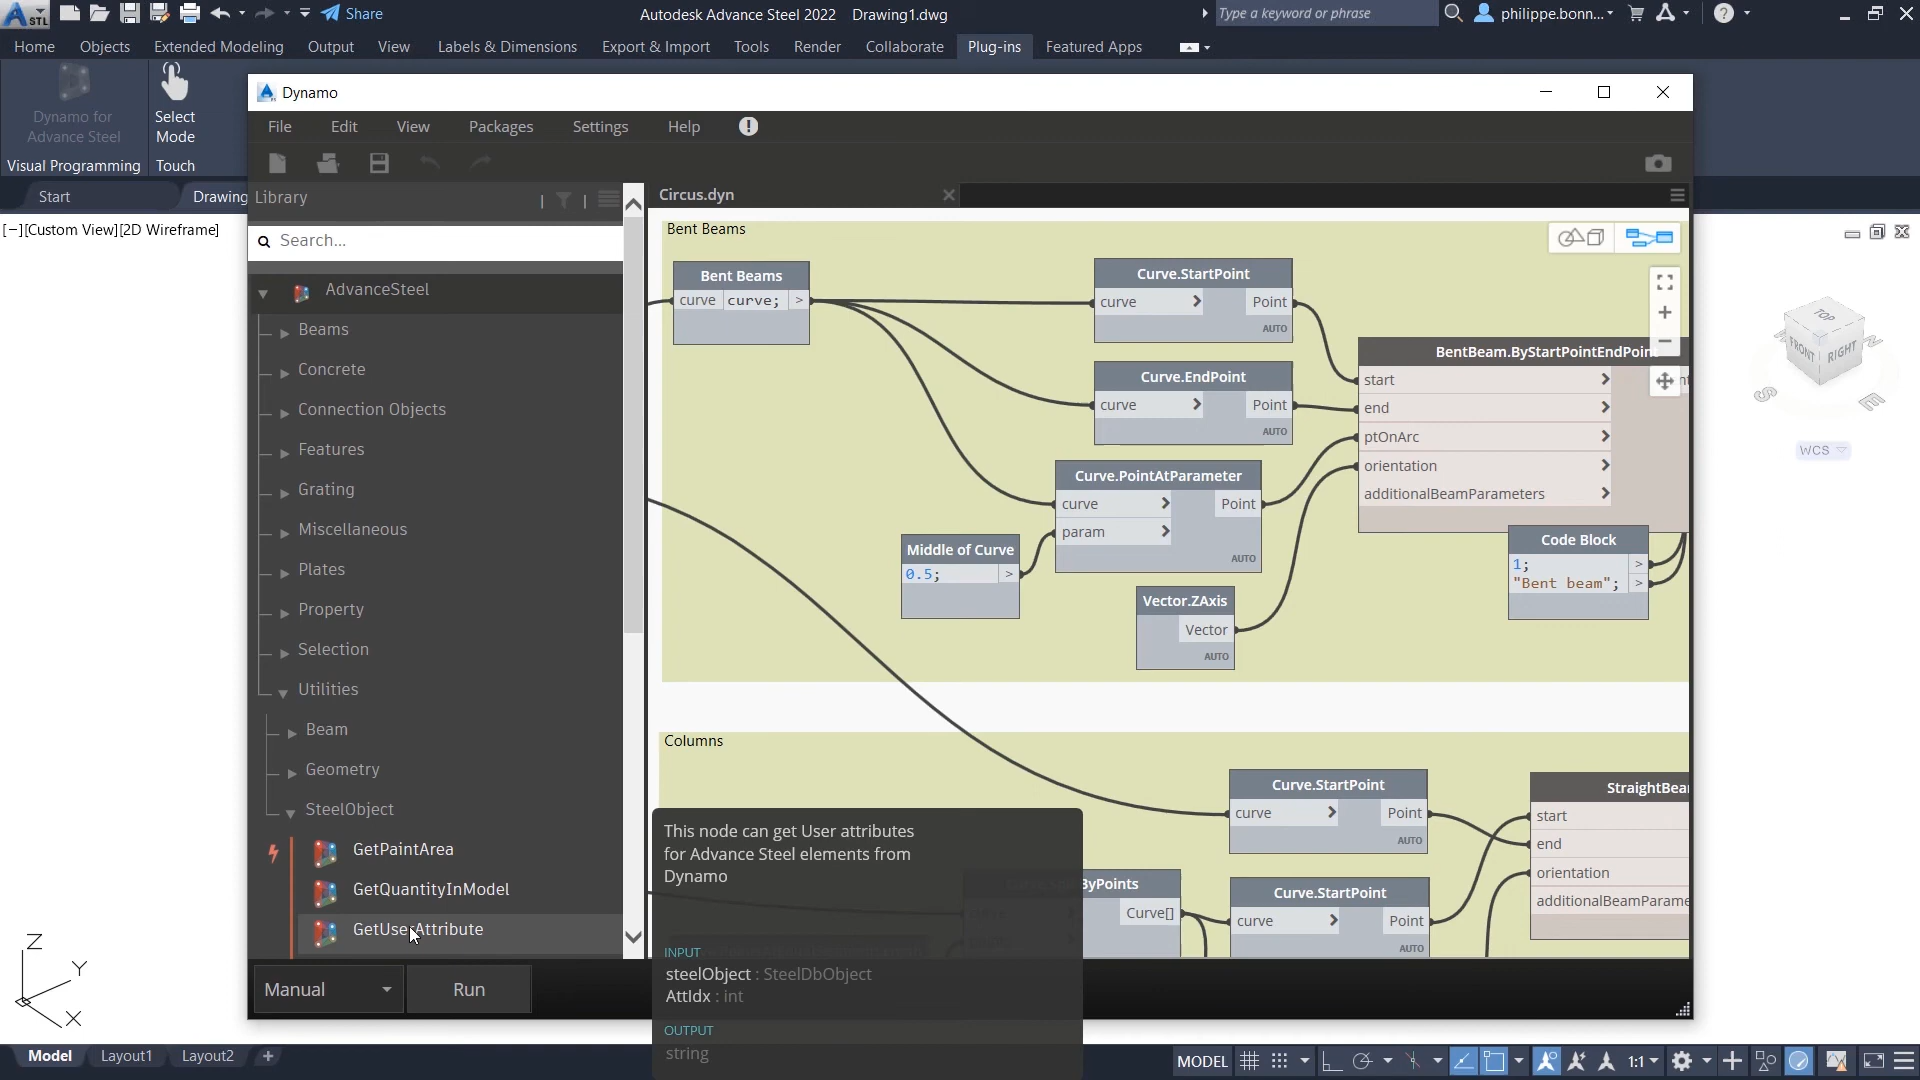 STL
Share
Autodesk Advance Steel 2022 Drawing1.dwg
Type a keyword or phrase
philippe.bonn...
Home Objects Extended Modeling Output View Labels & Dimensions Export & Import Tools Render Collaborate Plug-ins Featured Apps
Dynamo for
Advance Steel
Select
Mode
Visual Programming
Touch
Start
Drawing
[−][Custom View][2D Wireframe]
Dynamo
File Edit View Packages Settings Help
Library
Search...
AdvanceSteel
Beams
Concrete
Connection Objects
Features
Grating
Miscellaneous
Plates
Property
Selection
Utilities
Beam
Geometry
SteelObject
GetPaintArea
GetQuantityInModel
GetUserAttribute
Manual
Run
Circus.dyn
Bent Beams
Bent Beams
curve curve; >
Curve.StartPoint
curve > Point
AUTO
Curve.EndPoint
curve > Point
AUTO
Curve.PointAtParameter
curve > Point
param >
AUTO
Middle of Curve
0.5; >
Vector.ZAxis
Vector
AUTO
BentBeam.ByStartPointEndPoint
start >
end >
ptOnArc >
orientation >
additionalBeamParameters >
Code Block
1; >
"Bent beam"; >
Columns
Curve.StartPoint
curve > Point
AUTO
ByPoints
Curve[]
Curve.StartPoint
curve > Point
AUTO
StraightBea
start
end
orientation
additionalBeamParame
This node can get User attributes
for Advance Steel elements from
Dynamo
INPUT
steelObject : SteelDbObject
AttIdx : int
OUTPUT
string
TOP
FRONT
RIGHT
S
E
WCS
Z
Y
X
Model Layout1 Layout2 +
MODEL
1:1